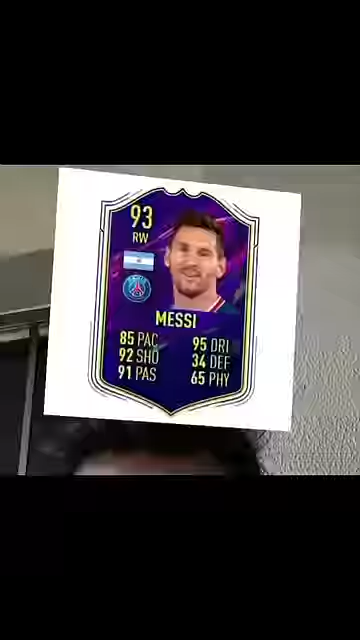 93
RW
MESSI
85 PAC 95 DRI
92 SHO 34 DEF
91 PAS 65 PHY